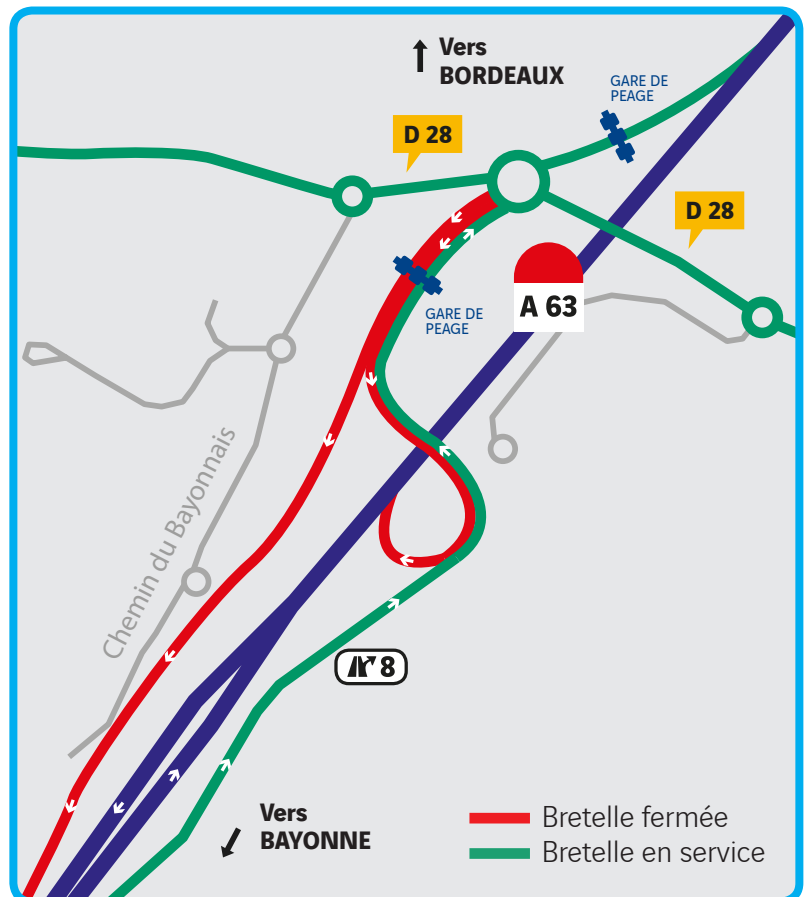 Vers
BORDEAUX
GARE DE
PEAGE
D 28
D 28
A 63
GARE DE
PEAGE
Chemin du Bayonnais
8
Vers
BAYONNE
Bretelle fermée
Bretelle en service